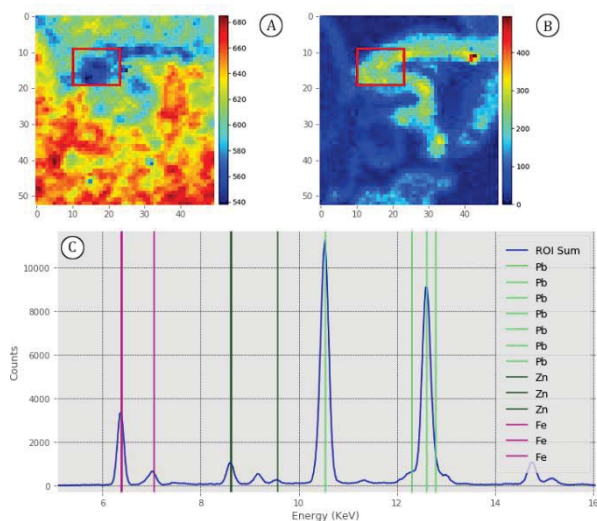 A
B
680
660
640
620
600
580
560
540
400
300
200
100
0
0
10
20
30
40
50
0
10
20
30
40
50
0 10 20 30 40
0 10 20 30 40
C
10000
8000
6000
4000
2000
0
Counts
ROI Sum
Pb
Pb
Pb
Pb
Pb
Pb
Zn
Zn
Zn
Fe
Fe
Fe
6 8 10 12 14 16
Energy (KeV)